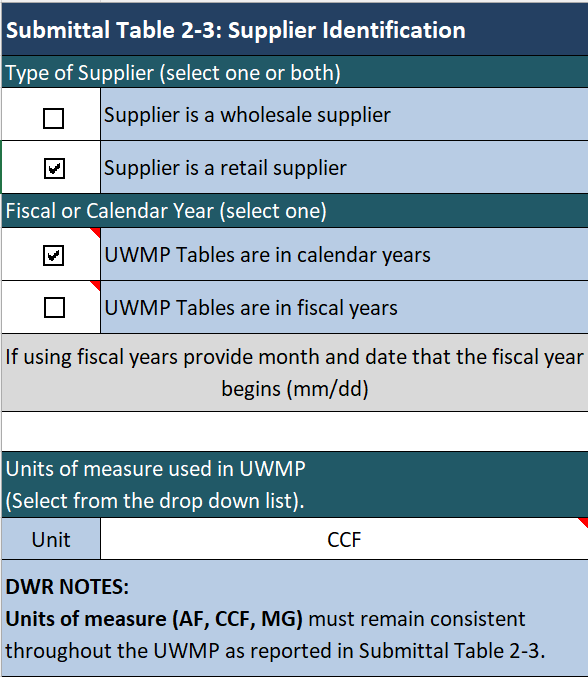 Submittal Table 2-3: Supplier Identification
Type of Supplier (select one or both)
Supplier is a wholesale supplier
Supplier is a retail supplier
Fiscal or Calendar Year (select one)
UWMP Tables are in calendar years
UWMP Tables are in fiscal years
If using fiscal years provide month and date that the fiscal year
begins (mm/dd)
Units of measure used in UWMP
(Select from the drop down list).
Unit CCF
DWR NOTES:
Units of measure (AF, CCF, MG) must remain consistent
throughout the UWMP as reported in Submittal Table 2-3.